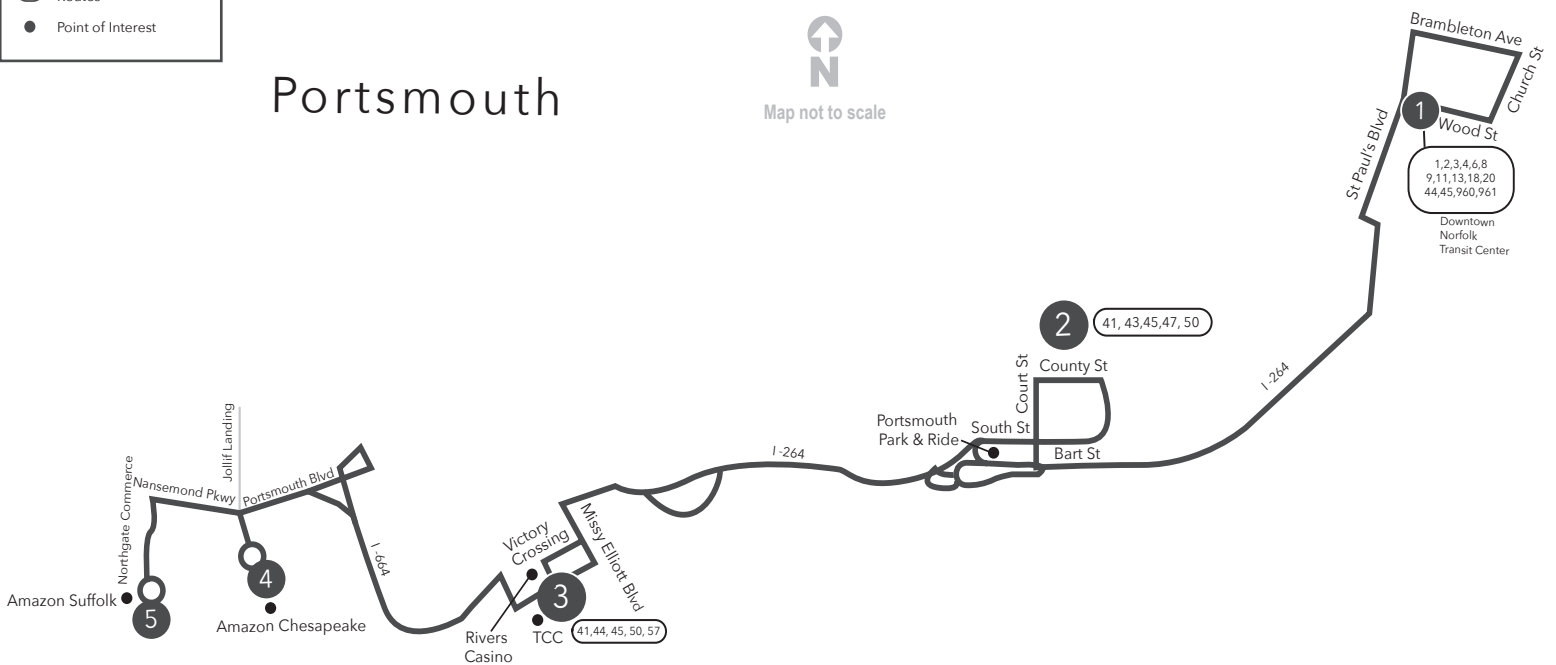 Point of Interest
Portsmouth
N
Map not to scale
Brambleton Ave
Church St
1
Wood St
St Paul's Blvd
1,2,3,4,6,8
9,11,13,18,20
44,45,960,961
Downtown
Norfolk
Transit Center
2
41, 43,45,47, 50
County St
Court St
I -264
Portsmouth
Park & Ride
South St
Bart St
I -264
Jollif Landing
Northgate Commerce
Nansemond Pkwy
Portsmouth Blvd
I -664
Victory
Crossing
Missy Elliott Blvd
4
3
Amazon Suffolk
5
Amazon Chesapeake
Rivers
Casino
TCC
41,44, 45, 50, 57